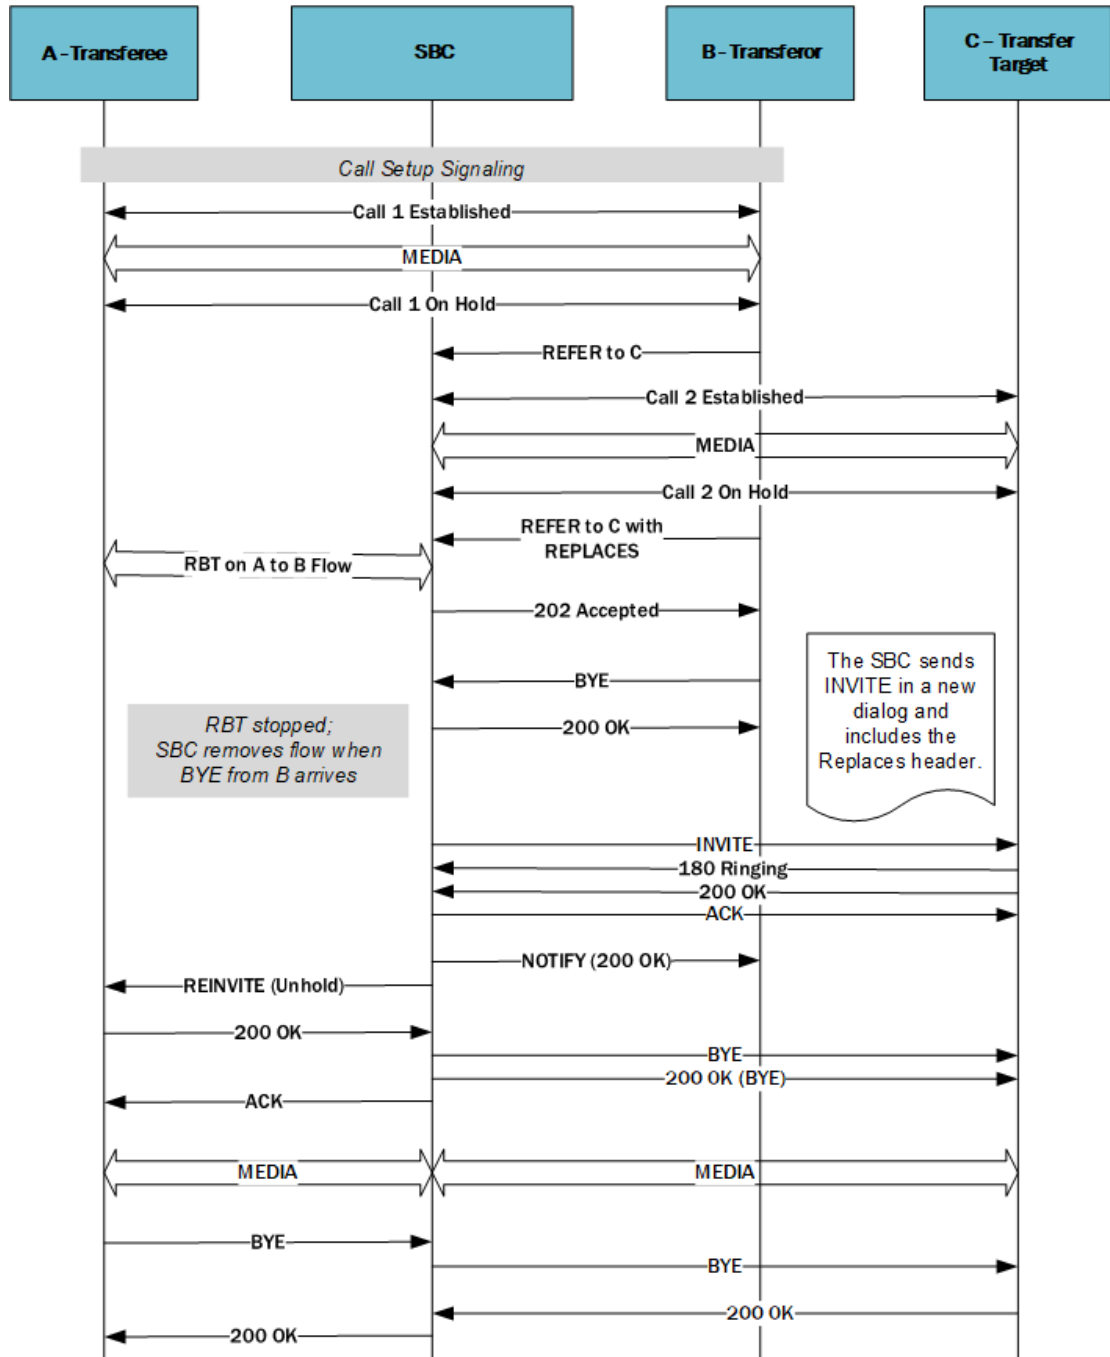 A - Transferee
SBC
B - Transferor
C – Transfer
Target
Call Setup Signaling
Call 1 Established
MEDIA
Call 1 On Hold
REFER to C
Call 2 Established
MEDIA
Call 2 On Hold
REFER to C with
REPLACES
RBT on A to B Flow
202 Accepted
The SBC sends
INVITE in a new
dialog and
includes the
Replaces header.
BYE
200 OK
RBT stopped;
SBC removes flow when
BYE from B arrives
INVITE
180 Ringing
200 OK
ACK
NOTIFY (200 OK)
REINVITE (Unhold)
200 OK
BYE
200 OK (BYE)
ACK
MEDIA
MEDIA
BYE
BYE
200 OK
200 OK